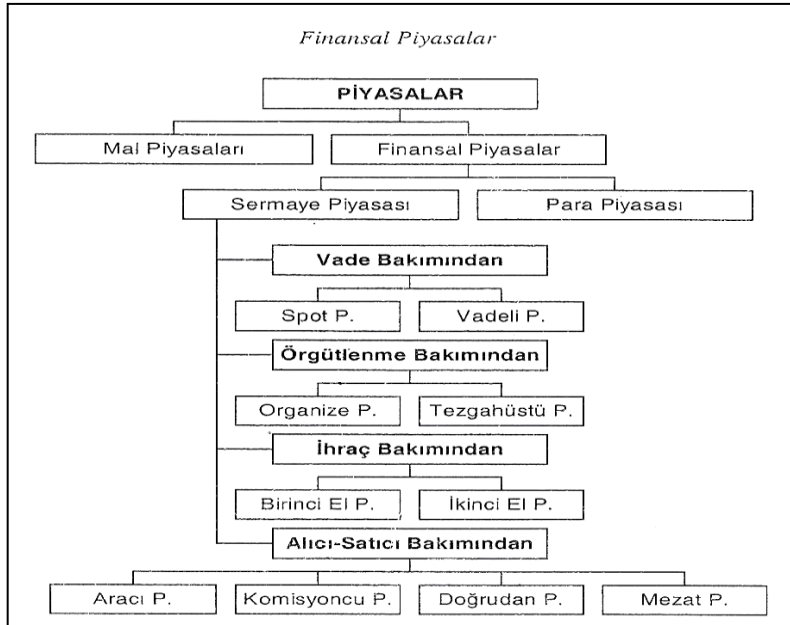 Finansal Piyasalar
PİYASALAR
Mal Piyasaları
Finansal Piyasalar
Sermaye Piyasası
Para Piyasası
Vade Bakımından
Spot P.
Vadeli P.
Örgütlenme Bakımından
Organize P.
Tezgahüstü P.
İhraç Bakımından
Birinci El P.
İkinci El P.
Alıcı-Satıcı Bakımından
Aracı P.
Komisyoncu P.
Doğrudan P.
Mezat P.